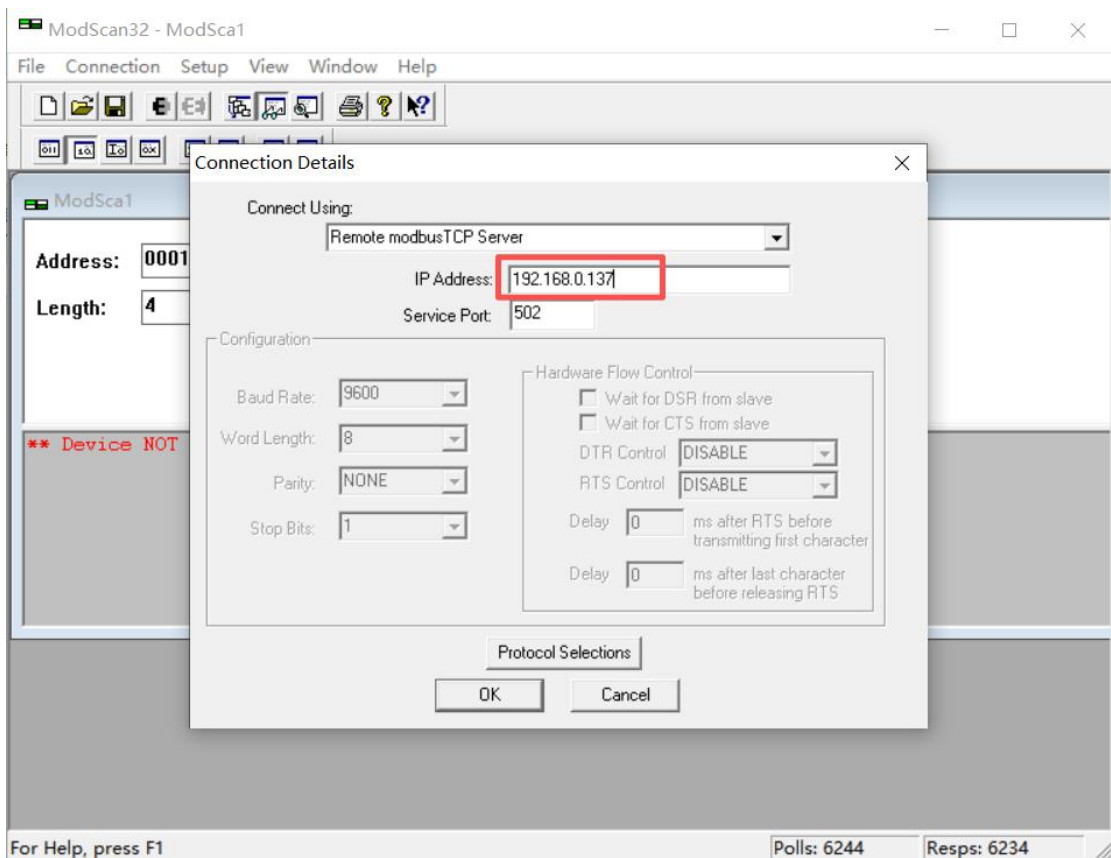 ModScan32 - ModSca1
File Connection Setup View Window Help
Connection Details
ModSca1
Connect Using:
Remote modbusTCP Server
Address: 0001
IP Address: 192.168.0.137
Length: 4
Service Port: 502
Configuration
Hardware Flow Control
Baud Rate: 9600
Wait for DSR from slave
Wait for CTS from slave
Word Length: 8
DTR Control DISABLE
** Device NOT
Parity: NONE
RTS Control DISABLE
Stop Bits: 1
Delay 0 ms after RTS before
transmitting first character
Delay 0 ms after last character
before releasing RTS
Protocol Selections
OK Cancel
For Help, press F1 Polls: 6244 Resps: 6234